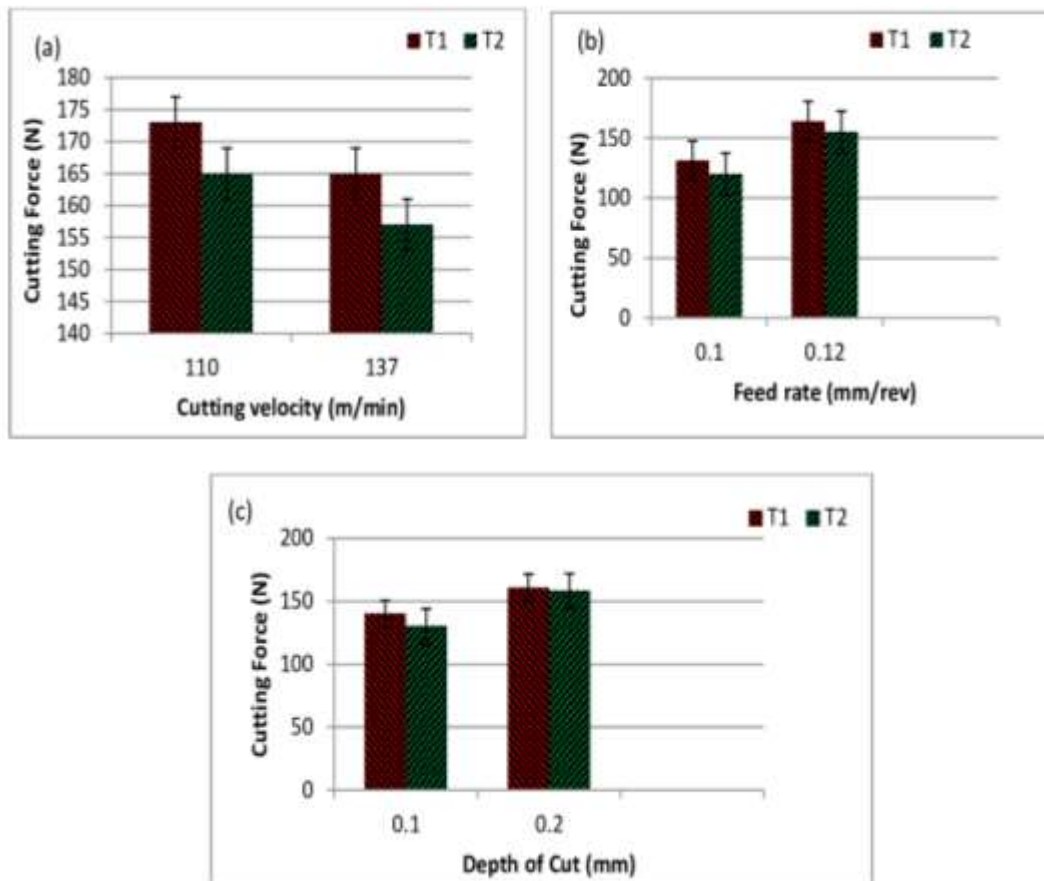 (a)
T1 T2
Cutting Force (N)
180
175
170
165
160
155
150
145
140
110 137
Cutting velocity (m/min)
(b)
T1 T2
Cutting Force (N)
200
150
100
50
0
0.1 0.12
Feed rate (mm/rev)
(c)
T1 T2
Cutting Force (N)
200
150
100
50
0
0.1 0.2
Depth of Cut (mm)